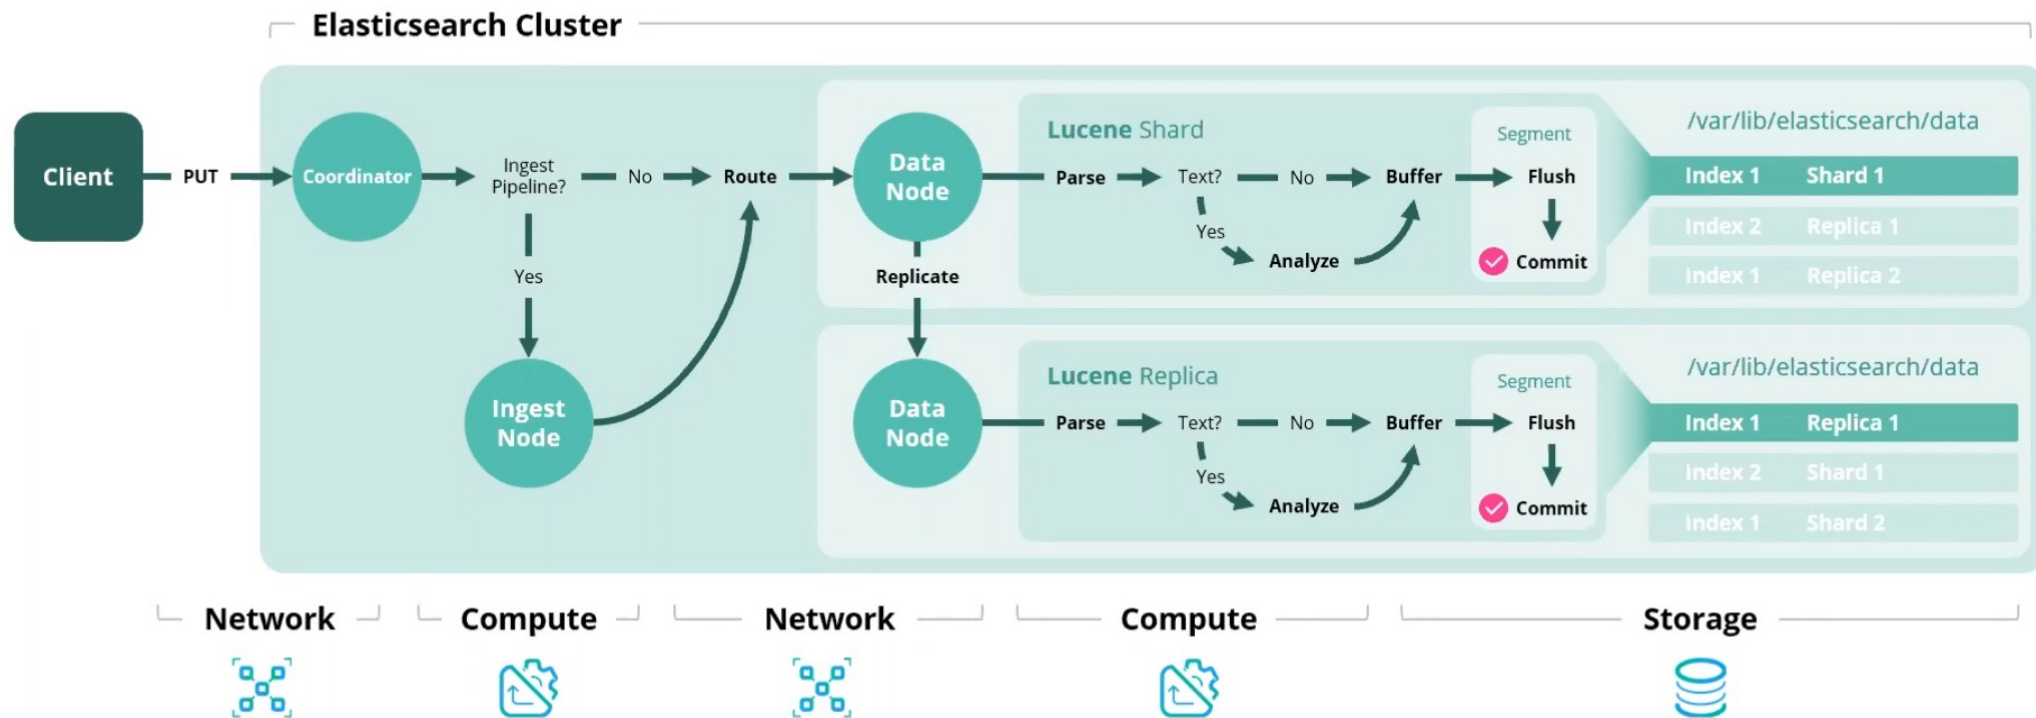 Elasticsearch Cluster
Client
PUT
Coordinator
Ingest
Pipeline?
No
Route
Yes
Ingest
Node
Data
Node
Replicate
Lucene Shard
Parse
Text?
No
Buffer
Yes
Analyze
Segment
Flush
Commit
/var/lib/elasticsearch/data
Index 1 Shard 1
Index 2 Replica 1
Index 1 Replica 2
Data
Node
Lucene Replica
Parse
Text?
No
Buffer
Yes
Analyze
Segment
Flush
Commit
/var/lib/elasticsearch/data
Index 1 Replica 1
Index 2 Shard 1
Index 1 Shard 2
Network
Compute
Network
Compute
Storage